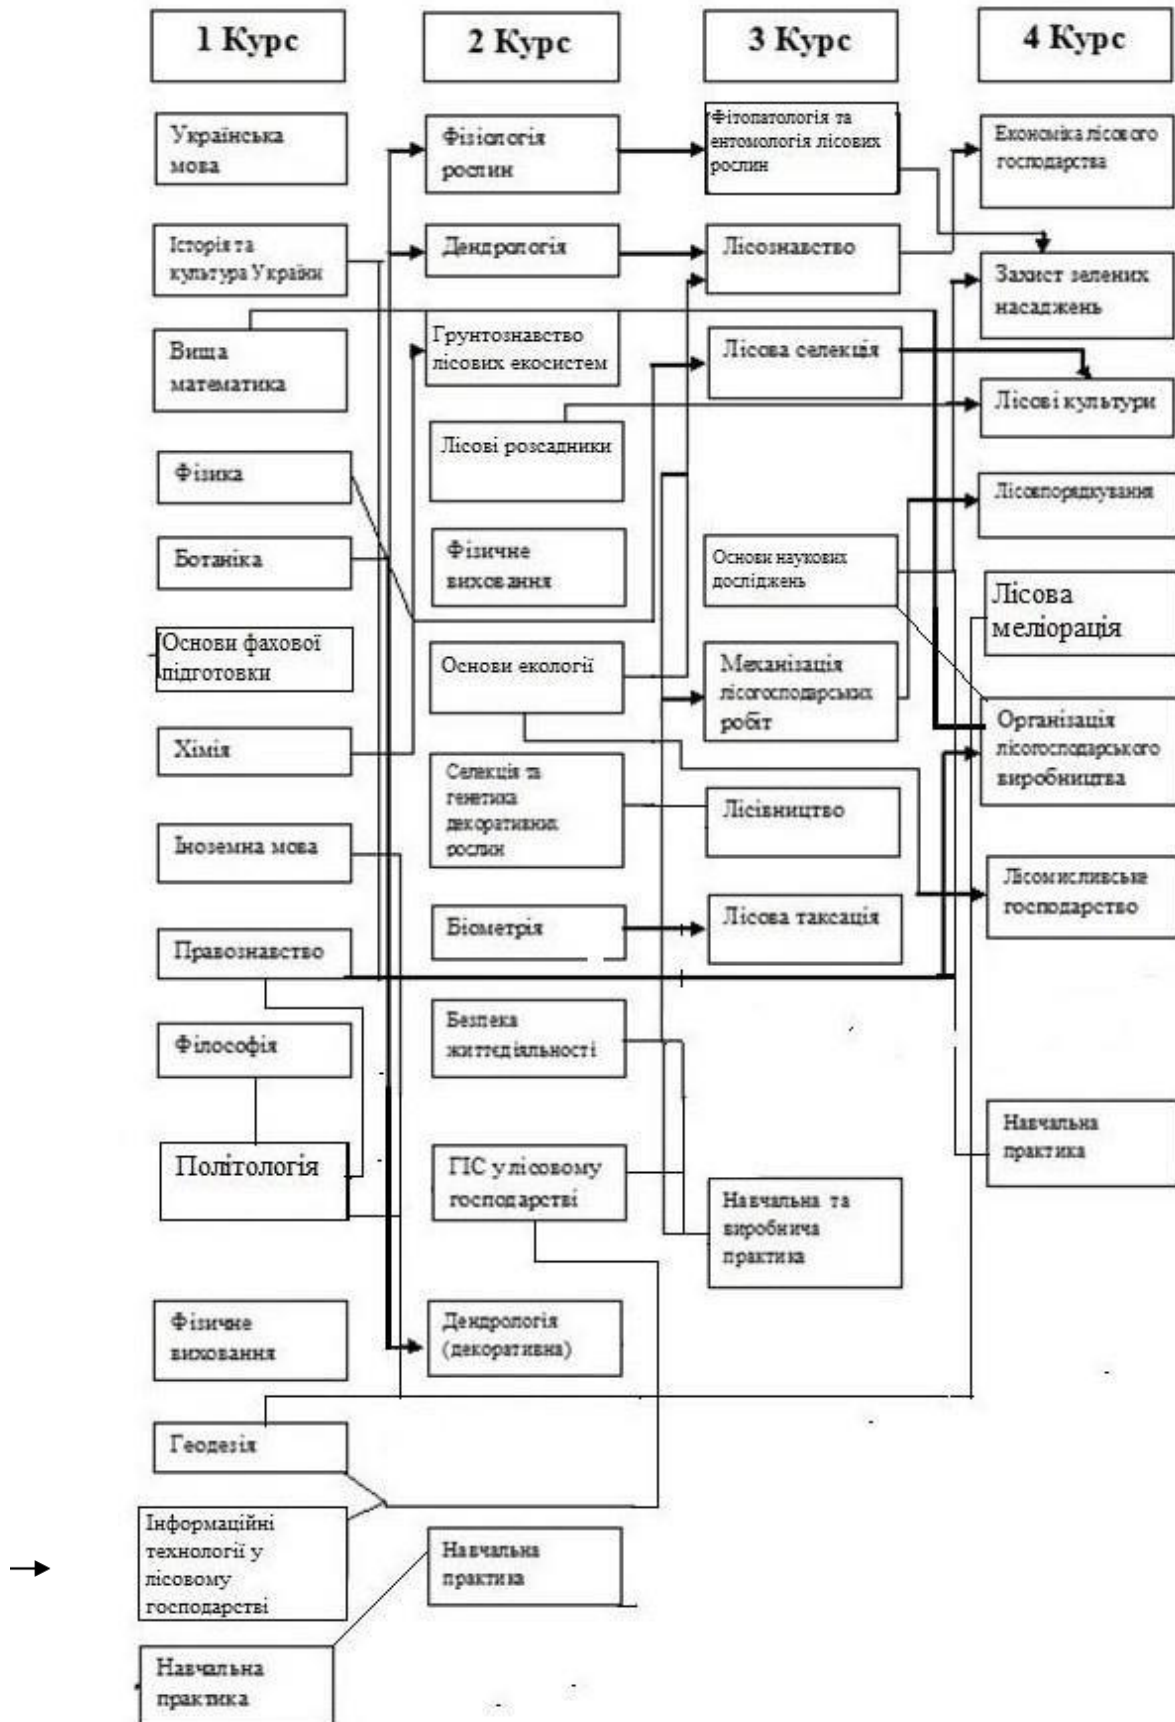 1 Курс
Українська
мова
Історія та
культура України
Вища
математика
Фізика
Ботаніка
Основи фахової
підготовки
Хімія
Іноземна мова
Правознавство
Філософія
Політологія
Фізичне
виховання
Геодезія
Інформаційні
технології у
лісовому
господарстві
Навчальна
практика
2 Курс
Фізіологія
рослин
Дендрологія
Грунтознавство
лісових екосистем
Лісові розсадники
Фізичне
виховання
Основи екології
Селекція та
генетика
декоративних
рослин
Біометрія
Безпека
життєдіяльності
ГІС у лісовому
господарстві
Дендрологія
(декоративна)
Навчальна
практика
3 Курс
Фітопатологія та
ентомологія лісових
рослин
Лісознавство
Лісова селекція
Основи наукових
досліджень
Механізація
лісогосподарських
робіт
Лісівництво
Лісова таксація
Навчальна та
виробнича
практика
4 Курс
Економіка лісового
господарства
Захист зелених
насаджень
Лісові культури
Лісовпорядкування
Лісова
меліорація
Організація
лісогосподарського
виробництва
Лісомисливське
господарство
Навчальна
практика